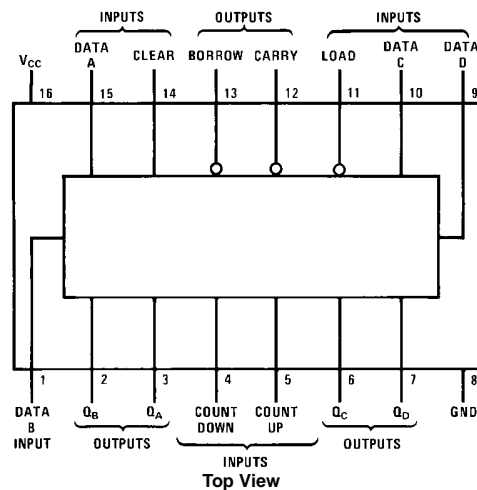 INPUTS OUTPUTS INPUTS
DATA DATA DATA
VCC A CLEAR BORROW CARRY LOAD C D
16 15 14 13 12 11 10 9
1 2 3 4 5 6 7 8
DATA QB QA COUNT COUNT QC QD GND
B DOWN UP
INPUT OUTPUTS OUTPUTS
INPUTS
Top View